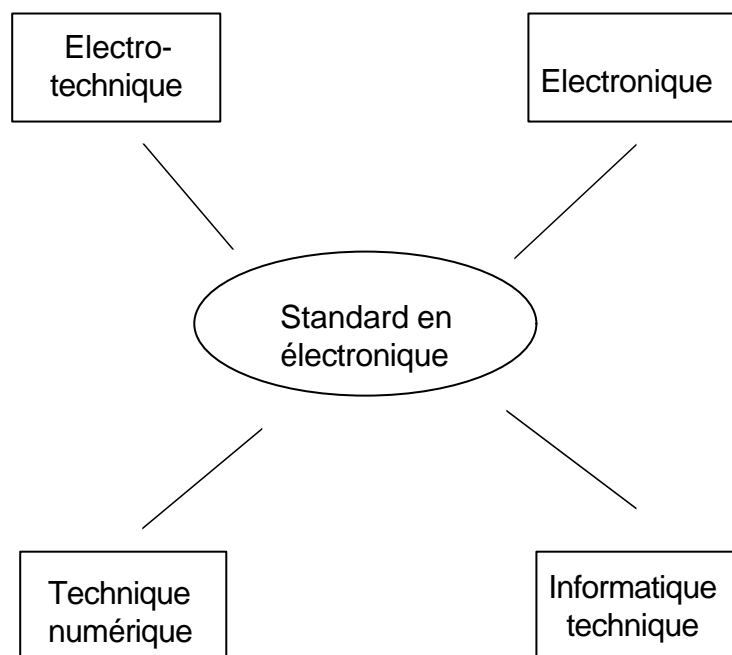 Electro-
technique
Electronique
Standard en
électronique
Technique
numérique
Informatique
technique